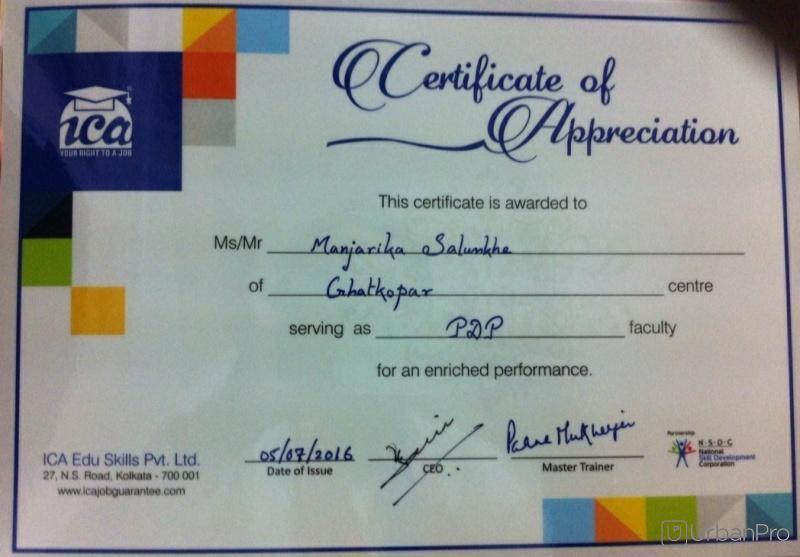 Certificate of
Appreciation
ica
YOUR RIGHT TO A JOB
This certificate is awarded to
Ms/Mr Manjarika Salunkhe
of Ghatkopar centre
serving as PDP faculty
for an enriched performance.
ICA Edu Skills Pvt. Ltd.
27, N.S. Road, Kolkata - 700 001
www.icajobguarantee.com
05/07/2016
Date of Issue
CEO
Mukherjee
Master Trainer
Partnership
N·S·D·C
National
Skill Development
Corporation
UrbanPro